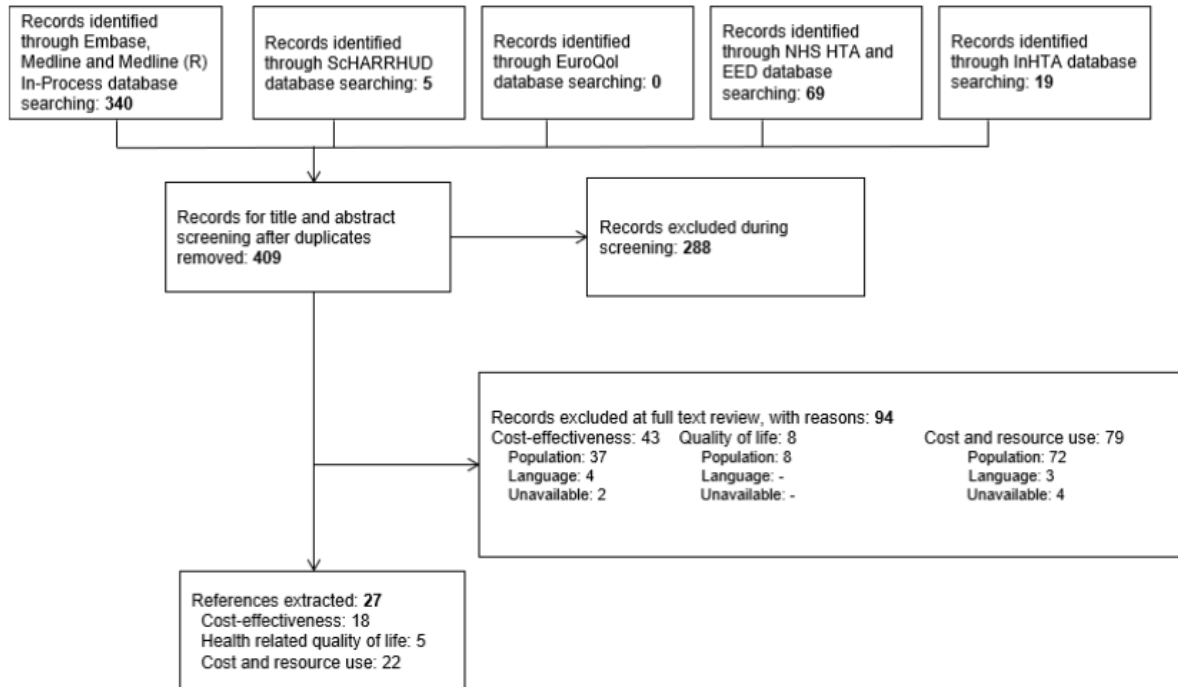 Records identified
through Embase,
Medline and Medline (R)
In-Process database
searching: 340
Records identified
through ScHARRHUD
database searching: 5
Records identified
through EuroQol
database searching: 0
Records identified
through NHS HTA and
EED database
searching: 69
Records identified
through InHTA database
searching: 19
Records for title and abstract
screening after duplicates
removed: 409
Records excluded during
screening: 288
Records excluded at full text review, with reasons: 94
Cost-effectiveness: 43
Population: 37
Language: 4
Unavailable: 2
Quality of life: 8
Population: 8
Language: -
Unavailable: -
Cost and resource use: 79
Population: 72
Language: 3
Unavailable: 4
References extracted: 27
Cost-effectiveness: 18
Health related quality of life: 5
Cost and resource use: 22